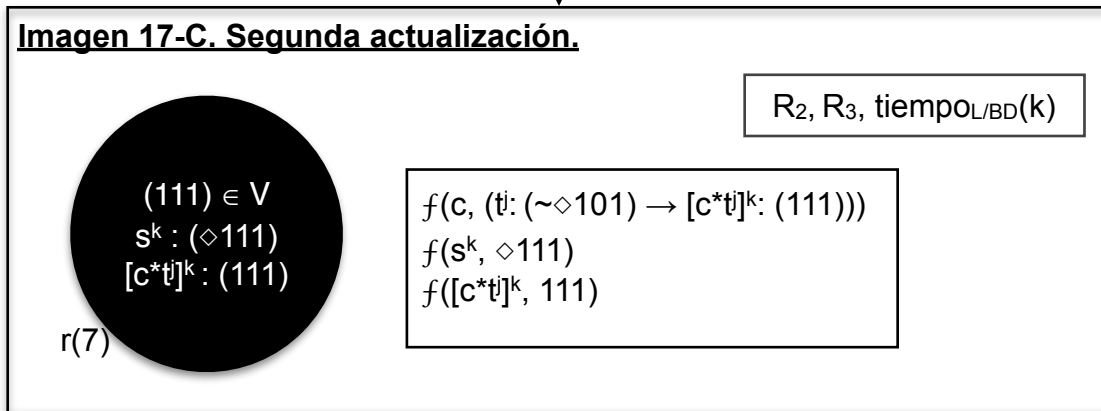 Imagen 17-C. Segunda actualización.
R₂, R₃, tiempo_L/BD(k)
(111) ∈ V
sᵏ : (◇111)
[c*tʲ]ᵏ : (111)
r(7)
ƒ(c, (tʲ: (~◇101) → [c*tʲ]ᵏ: (111)))
ƒ(sᵏ, ◇111)
ƒ([c*tʲ]ᵏ, 111)